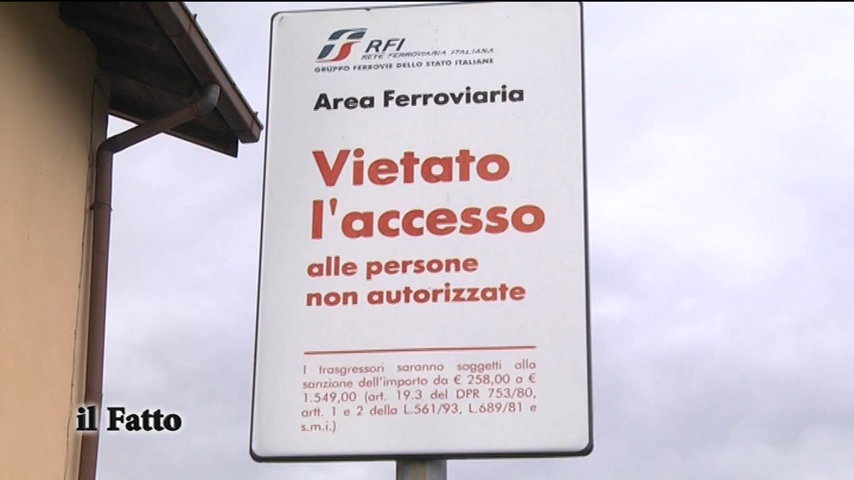 RFI
RETE FERROVIARIA ITALIANA
GRUPPO FERROVIE DELLO STATO ITALIANE
Area Ferroviaria
Vietato
l'accesso
alle persone
non autorizzate
I trasgressori saranno soggetti alla
sanzione dell'importo da € 258,00 a €
1.549,00 (art. 19.3 del DPR 753/80,
artt. 1 e 2 della L.561/93, L.689/81 e
s.m.i.)
il Fatto